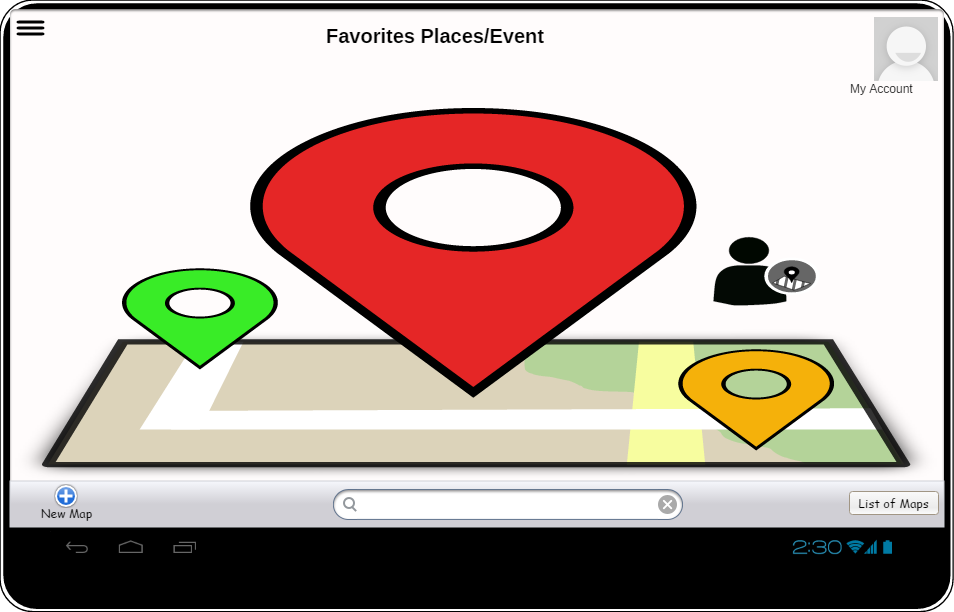 Favorites Places/Event
My Account
New Map
List of Maps
2:30